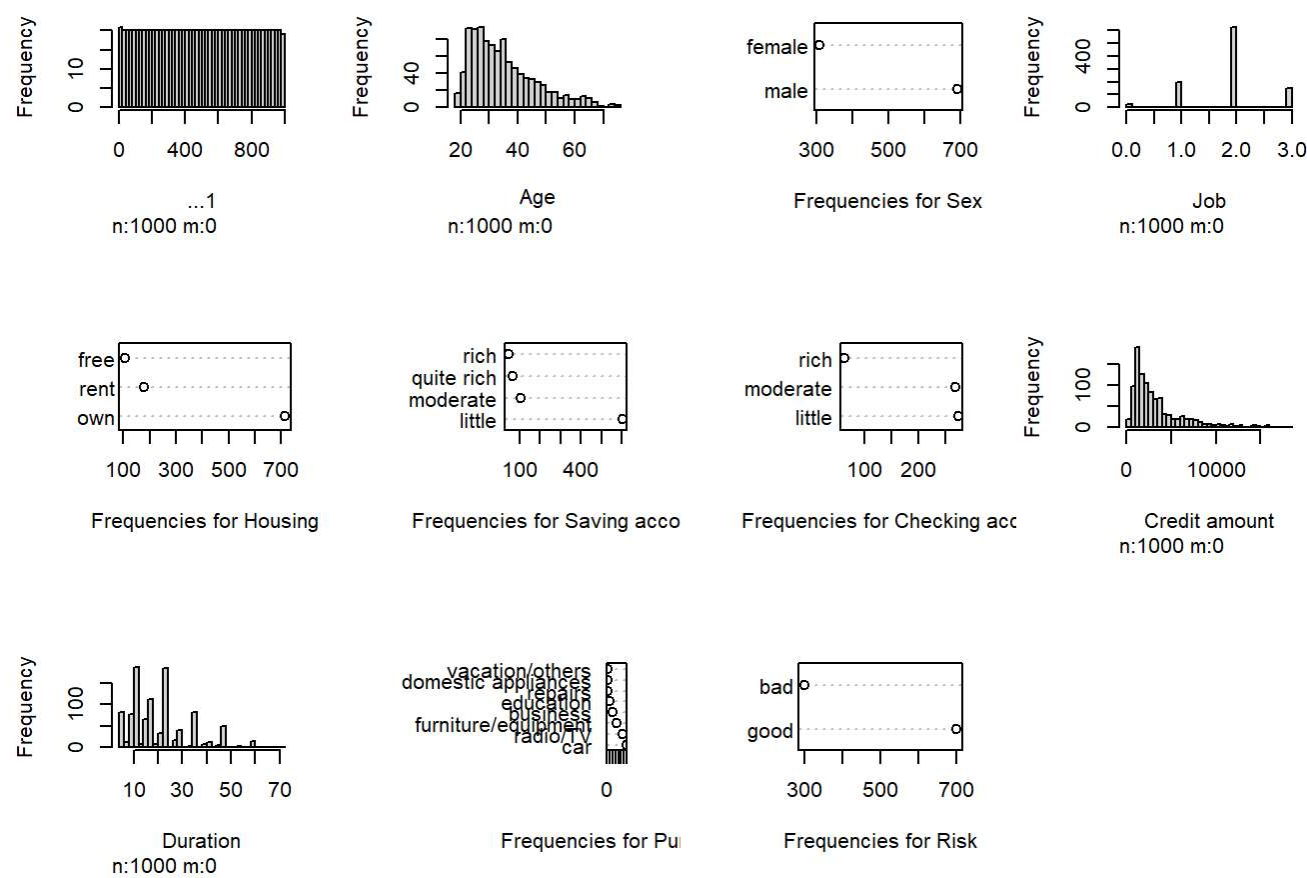 Frequency
0 10
0 400 800
...1
n:1000 m:0
Frequency
0 40
20 40 60
Age
n:1000 m:0
female
male
300 500 700
Frequencies for Sex
Frequency
0 400
0.0 1.0 2.0 3.0
Job
n:1000 m:0
free
rent
own
100 300 500 700
Frequencies for Housing
rich
quite rich
moderate
little
100 400
Frequencies for Saving acco
rich
moderate
little
100 200
Frequencies for Checking acc
Frequency
0 100
0 10000
Credit amount
n:1000 m:0
Frequency
0 100
10 30 50 70
Duration
n:1000 m:0
vacation/others
domestic appliances
repairs
education
business
furniture/equipment
radio/TV
car
0
Frequencies for Pu
bad
good
300 500 700
Frequencies for Risk